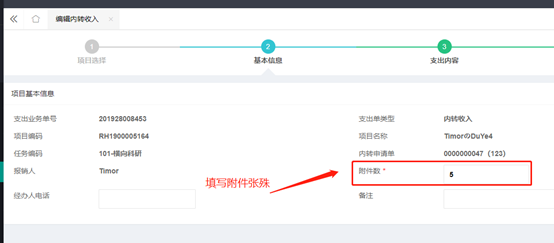 编辑内转收入 ×
1 2 3
项目选择 基本信息 支出内容
项目基本信息
支出业务单号 201928008453 支出单类型 内转收入
项目编码 RH1900005164 项目名称 TimorのDuYe4
任务编码 101-横向科研 内转申请单 0000000047（123）
报销人 Timor 附件数 * 5
填写附件张殊
经办人电话 备注